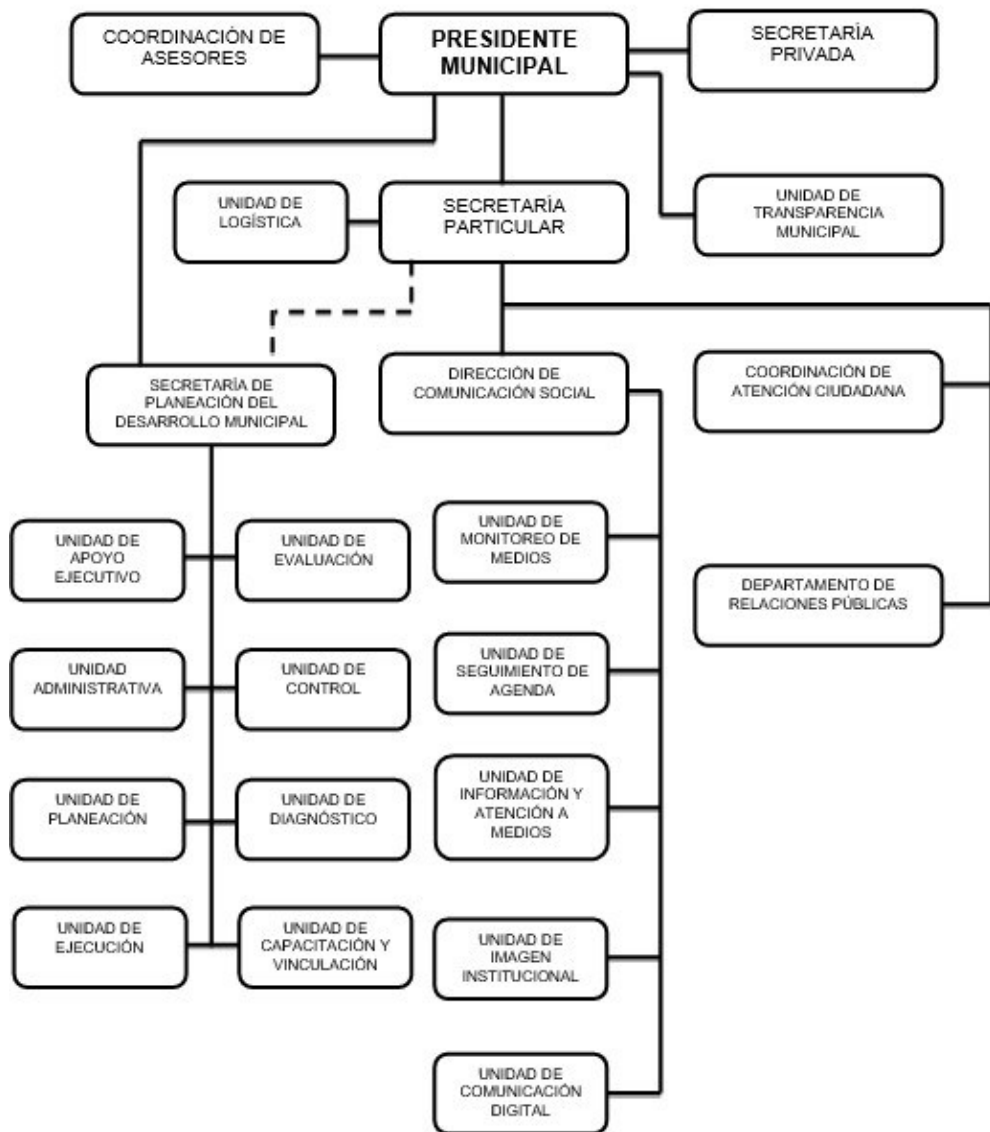 COORDINACIÓN DE
ASESORES
PRESIDENTE
MUNICIPAL
SECRETARÍA
PRIVADA
UNIDAD DE
LOGÍSTICA
SECRETARÍA
PARTICULAR
UNIDAD DE
TRANSPARENCIA
MUNICIPAL
SECRETARÍA DE
PLANEACIÓN DEL
DESARROLLO MUNICIPAL
DIRECCIÓN DE
COMUNICACIÓN SOCIAL
COORDINACIÓN DE
ATENCIÓN CIUDADANA
UNIDAD DE
APOYO
EJECUTIVO
UNIDAD DE
EVALUACIÓN
UNIDAD DE
MONITOREO DE
MEDIOS
DEPARTAMENTO DE
RELACIONES PÚBLICAS
UNIDAD
ADMINISTRATIVA
UNIDAD DE
CONTROL
UNIDAD DE
SEGUIMIENTO DE
AGENDA
UNIDAD DE
PLANEACIÓN
UNIDAD DE
DIAGNÓSTICO
UNIDAD DE
INFORMACIÓN Y
ATENCIÓN A
MEDIOS
UNIDAD DE
EJECUCIÓN
UNIDAD DE
CAPACITACIÓN Y
VINCULACIÓN
UNIDAD DE
IMAGEN
INSTITUCIONAL
UNIDAD DE
COMUNICACIÓN
DIGITAL